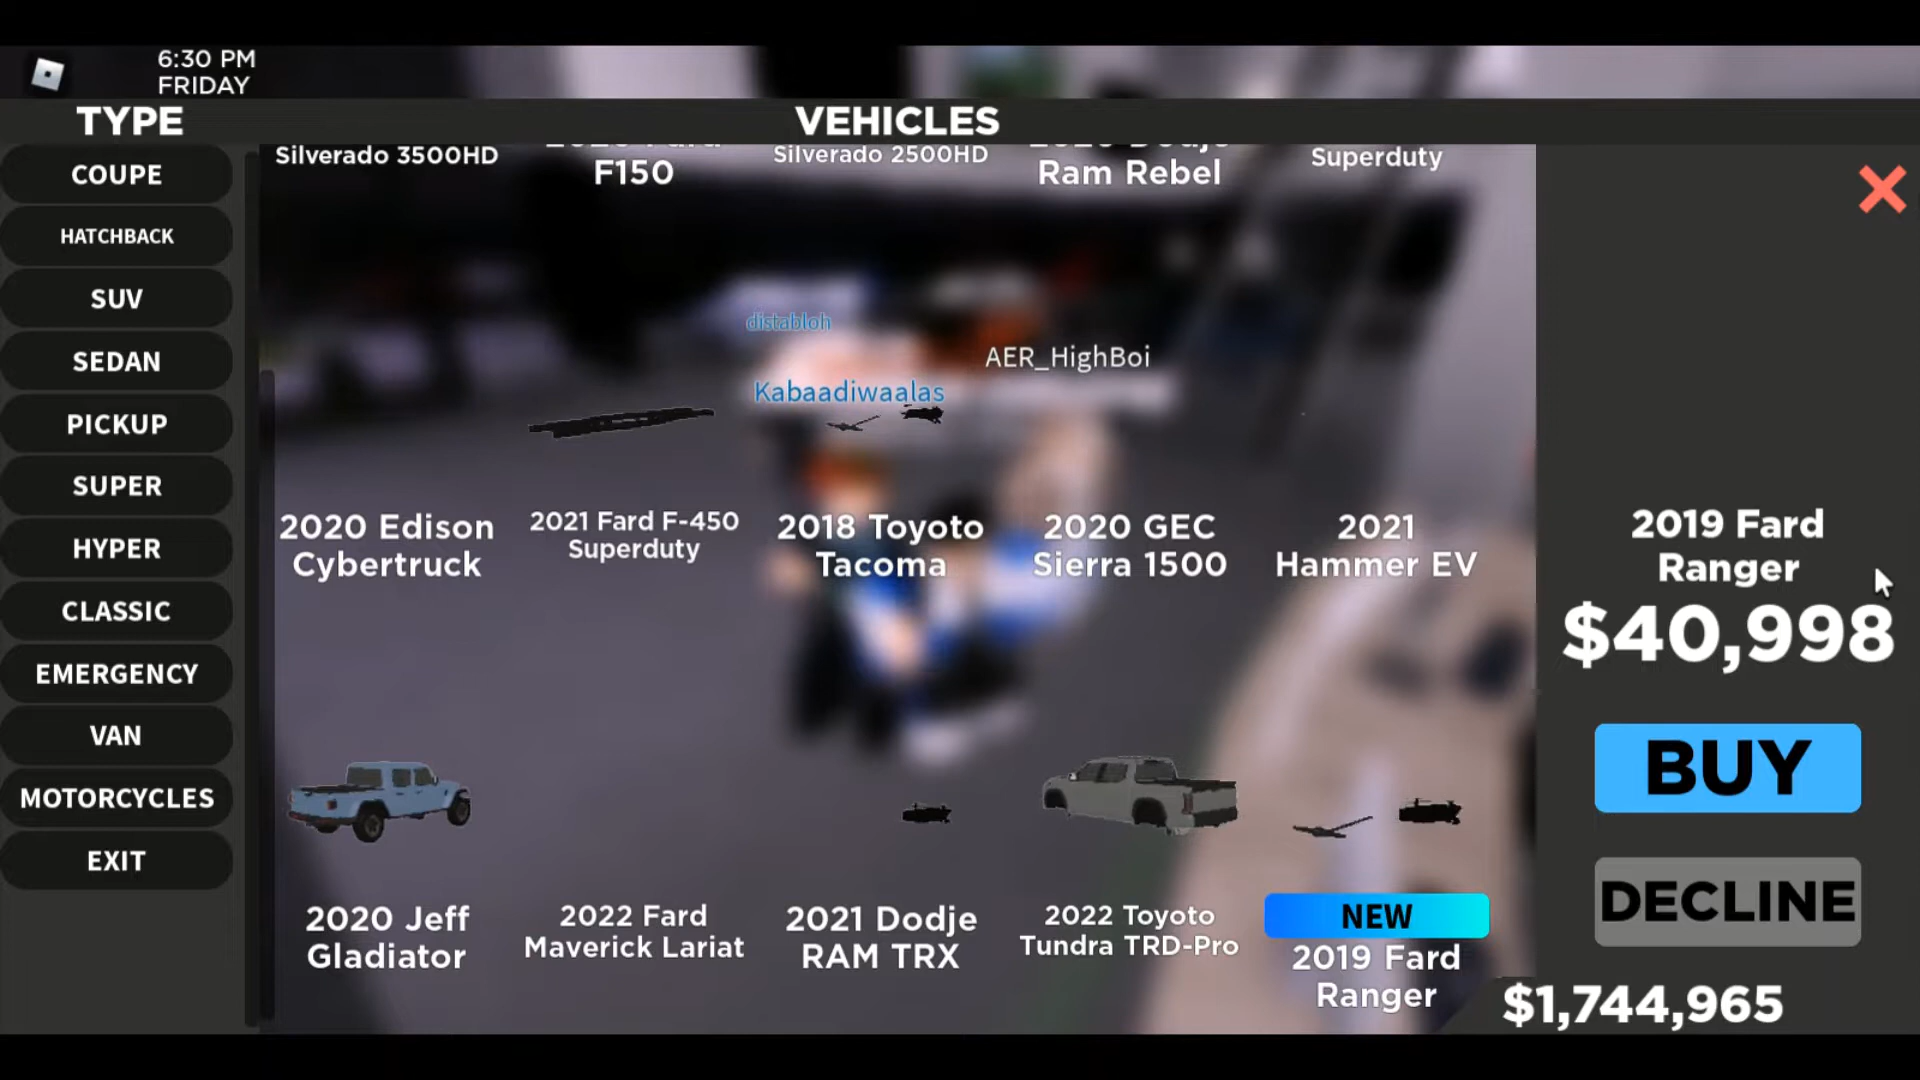 6:30 PM
FRIDAY
TYPE
VEHICLES
COUPE
HATCHBACK
SUV
SEDAN
PICKUP
SUPER
HYPER
CLASSIC
EMERGENCY
VAN
MOTORCYCLES
EXIT
Silverado 3500HD
F150
Silverado 2500HD
Ram Rebel
Superduty
distabloh
AER_HighBoi
Kabaadiwaalas
2020 Edison
Cybertruck
2021 Fard F-450
Superduty
2018 Toyoto
Tacoma
2020 GEC
Sierra 1500
2021
Hammer EV
2020 Jeff
Gladiator
2022 Fard
Maverick Lariat
2021 Dodje
RAM TRX
2022 Toyoto
Tundra TRD-Pro
NEW
2019 Fard
Ranger
2019 Fard
Ranger
$40,998
BUY
DECLINE
$1,744,965